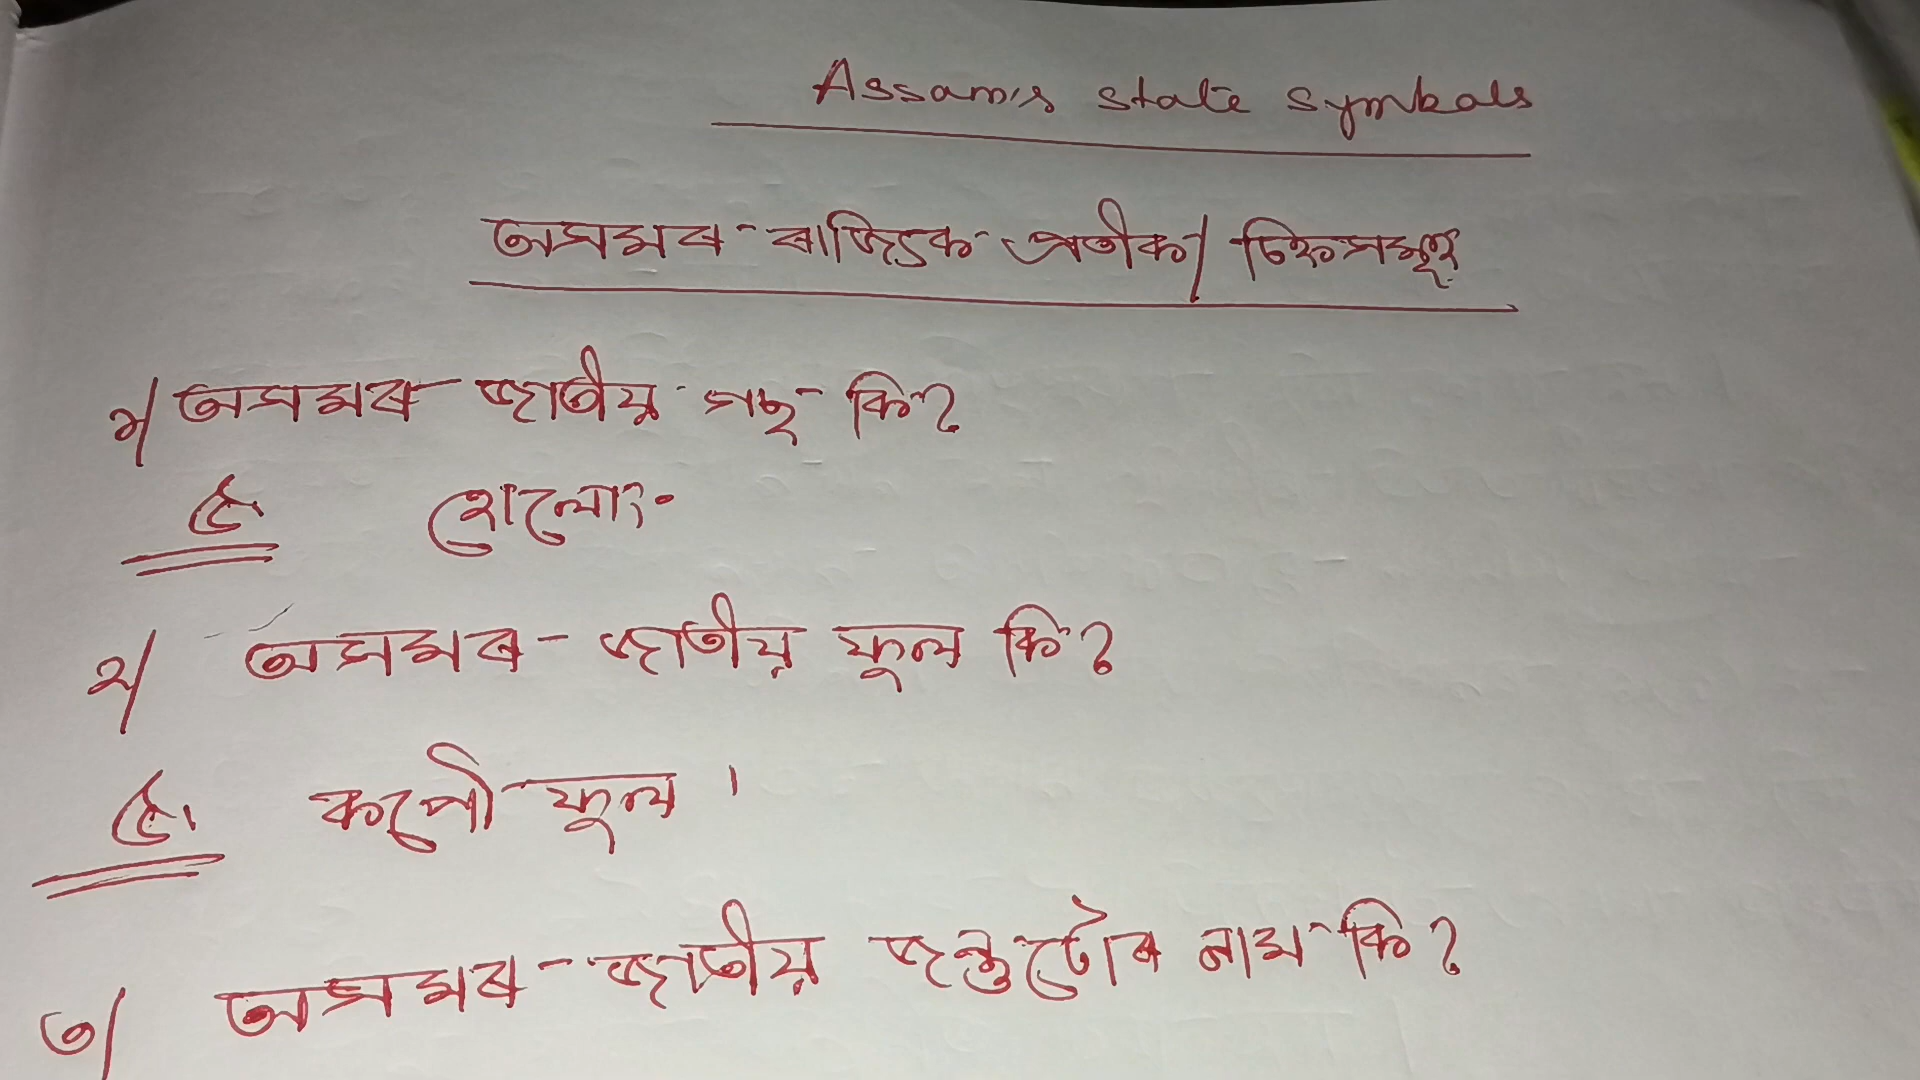 Assam's state symbols
অসমৰ ৰাজ্যিক প্ৰতীক/ চিহ্নসমূহ
১/ অসমৰ জাতীয় গছ কি?
উঃ হোলোং
২/ অসমৰ জাতীয় ফুল কি?
উঃ কপৌ ফুল ।
৩/ অসমৰ জাতীয় জন্তুটোৰ নাম কি?